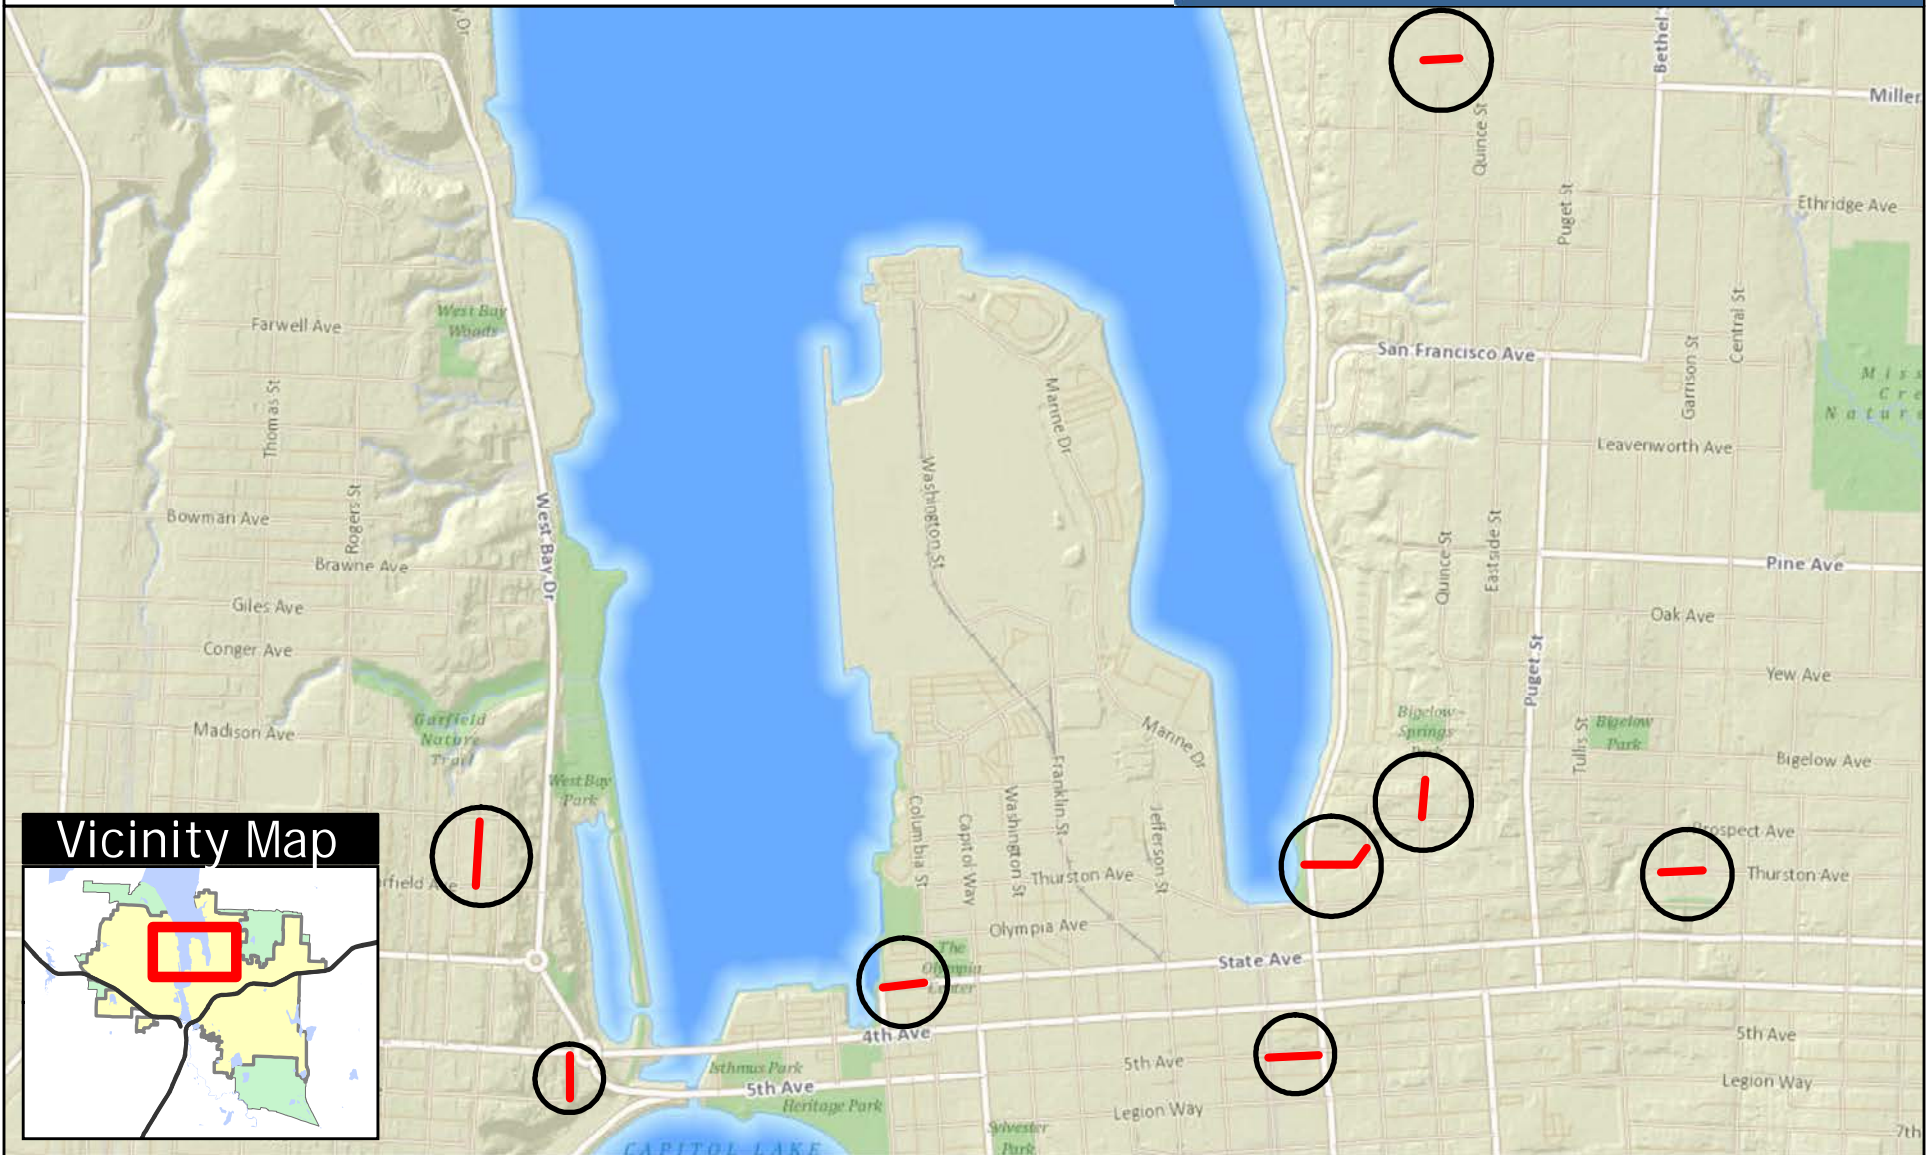 Bethel
Miller
Quince St
Puget St
Ethridge Ave
Central St
Garrison St
San Francisco Ave
West Bay
Woods
Farwell Ave
Thomas St
Marine Dr
Leavenworth Ave
Washington St
Rogers St
Bowman Ave
West Bay Dr
Brawne Ave
Quince St
Eastside St
Pine Ave
Giles Ave
Oak Ave
Conger Ave
Puget St
Yew Ave
Garfield
Nature
Trail
Madison Ave
Marine Dr
Bigelow
Springs
Park
Tullis St
Bigelow
Park
Bigelow Ave
West Bay
Park
Franklin St
Columbia St
Capitol Way
Washington St
Jefferson St
Prospect Ave
Thurston Ave
Thurston Ave
Vicinity Map
Olympia Ave
The
Olympia
Center
State Ave
4th Ave
5th Ave
5th Ave
Isthmus Park
5th Ave
Heritage Park
Legion Way
Legion Way
Sylvester
Park
7th
CAPITOL LAKE